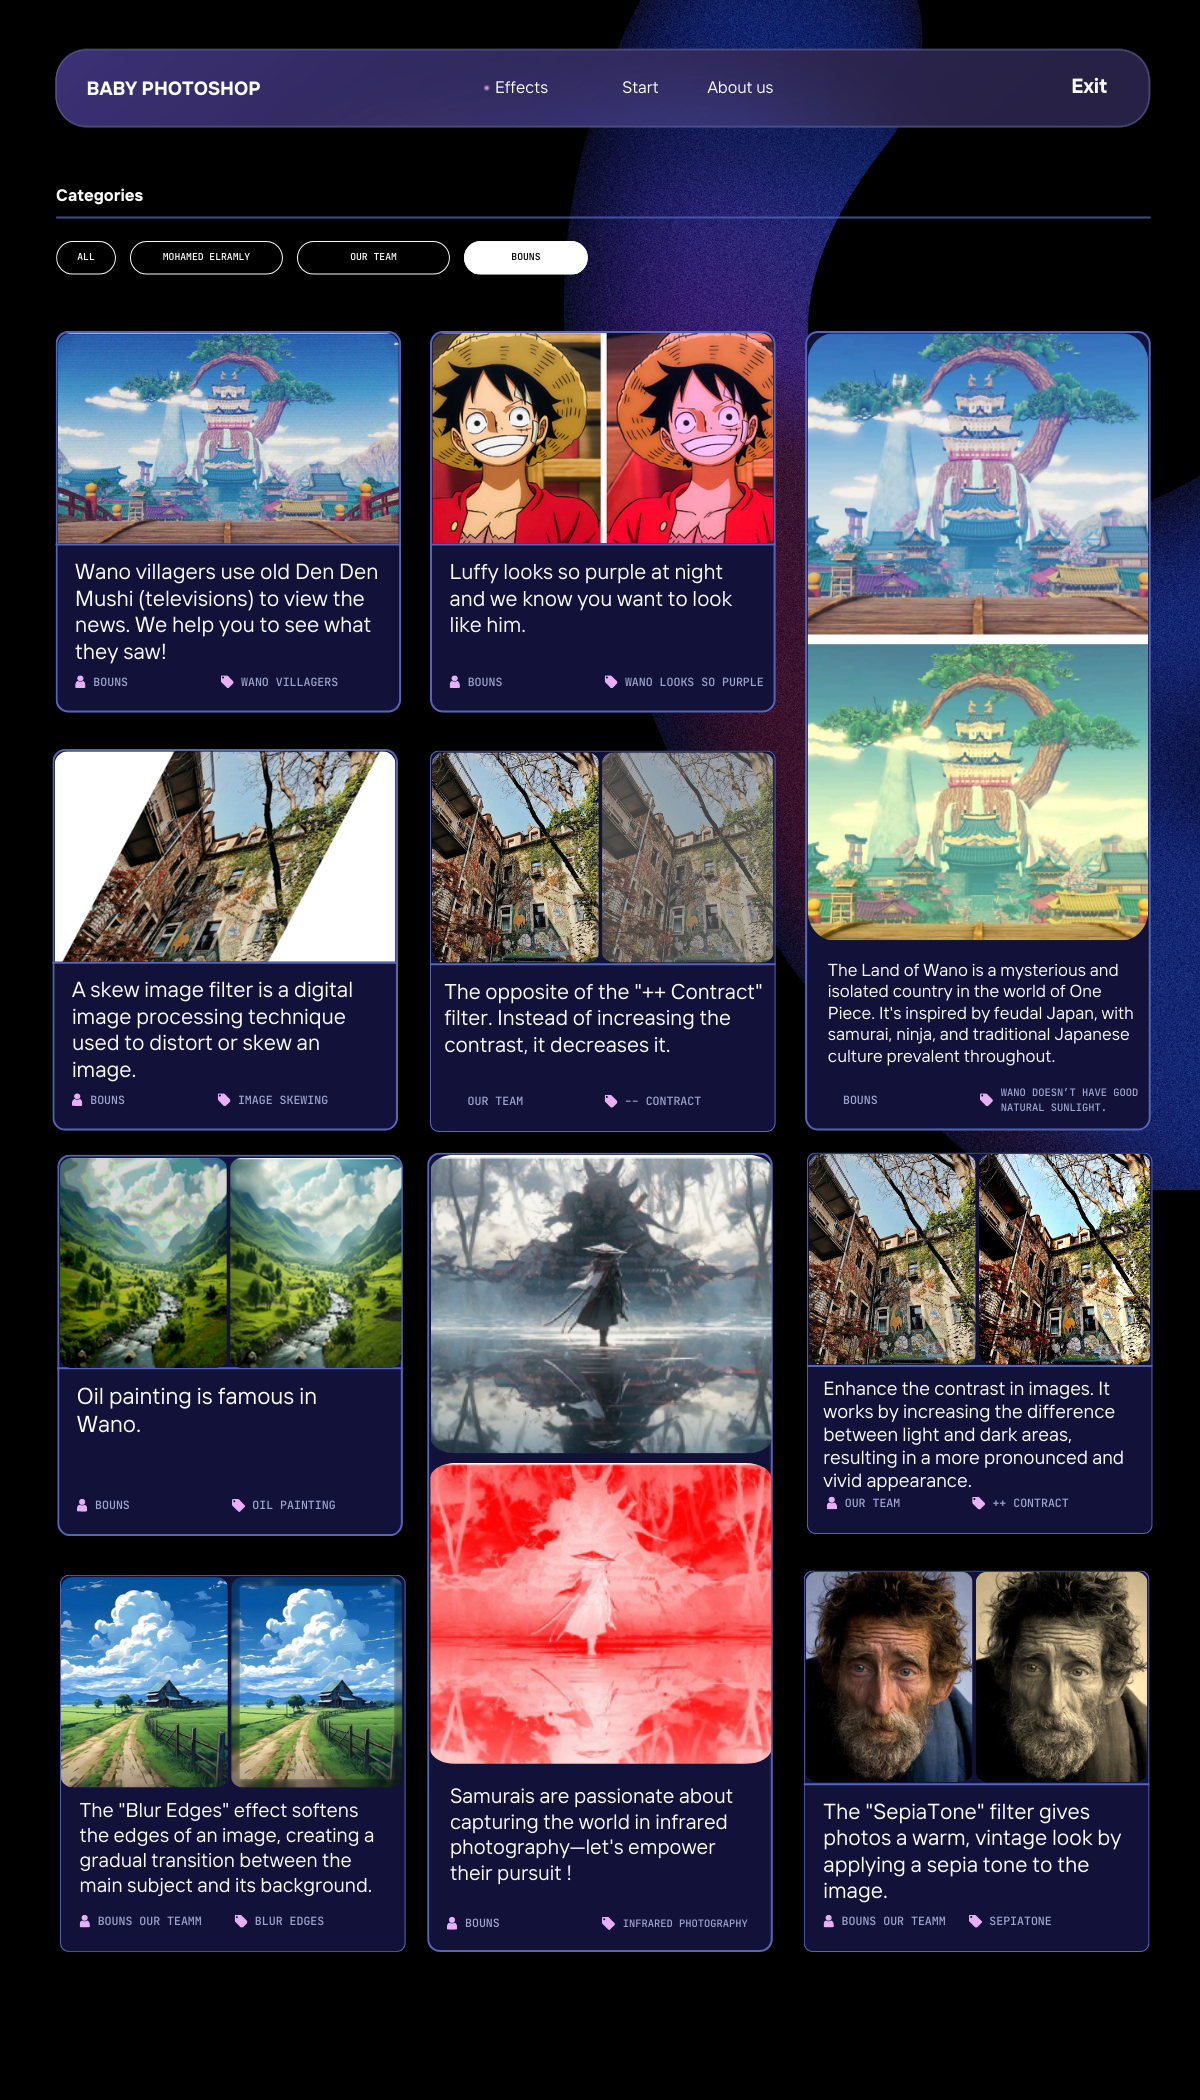 BABY PHOTOSHOP
Effects
Start
About us
Exit
Categories
ALL
MOHAMED ELRAMLY
OUR TEAM
BOUNS
Wano villagers use old Den Den
Mushi (televisions) to view the
news. We help you to see what
they saw!
BOUNS
WANO VILLAGERS
Luffy looks so purple at night
and we know you want to look
like him.
BOUNS
WANO LOOKS SO PURPLE
The Land of Wano is a mysterious and
isolated country in the world of One
Piece. It's inspired by feudal Japan, with
samurai, ninja, and traditional Japanese
culture prevalent throughout.
BOUNS
WANO DOESN’T HAVE GOOD
NATURAL SUNLIGHT.
A skew image filter is a digital
image processing technique
used to distort or skew an
image.
BOUNS
IMAGE SKEWING
The opposite of the "++ Contract"
filter. Instead of increasing the
contrast, it decreases it.
OUR TEAM
-- CONTRACT
Oil painting is famous in
Wano.
BOUNS
OIL PAINTING
Samurais are passionate about
capturing the world in infrared
photography—let's empower
their pursuit !
BOUNS
INFRARED PHOTOGRAPHY
Enhance the contrast in images. It
works by increasing the difference
between light and dark areas,
resulting in a more pronounced and
vivid appearance.
OUR TEAM
++ CONTRACT
The "Blur Edges" effect softens
the edges of an image, creating a
gradual transition between the
main subject and its background.
BOUNS OUR TEAMM
BLUR EDGES
The "SepiaTone" filter gives
photos a warm, vintage look by
applying a sepia tone to the
image.
BOUNS OUR TEAMM
SEPIATONE